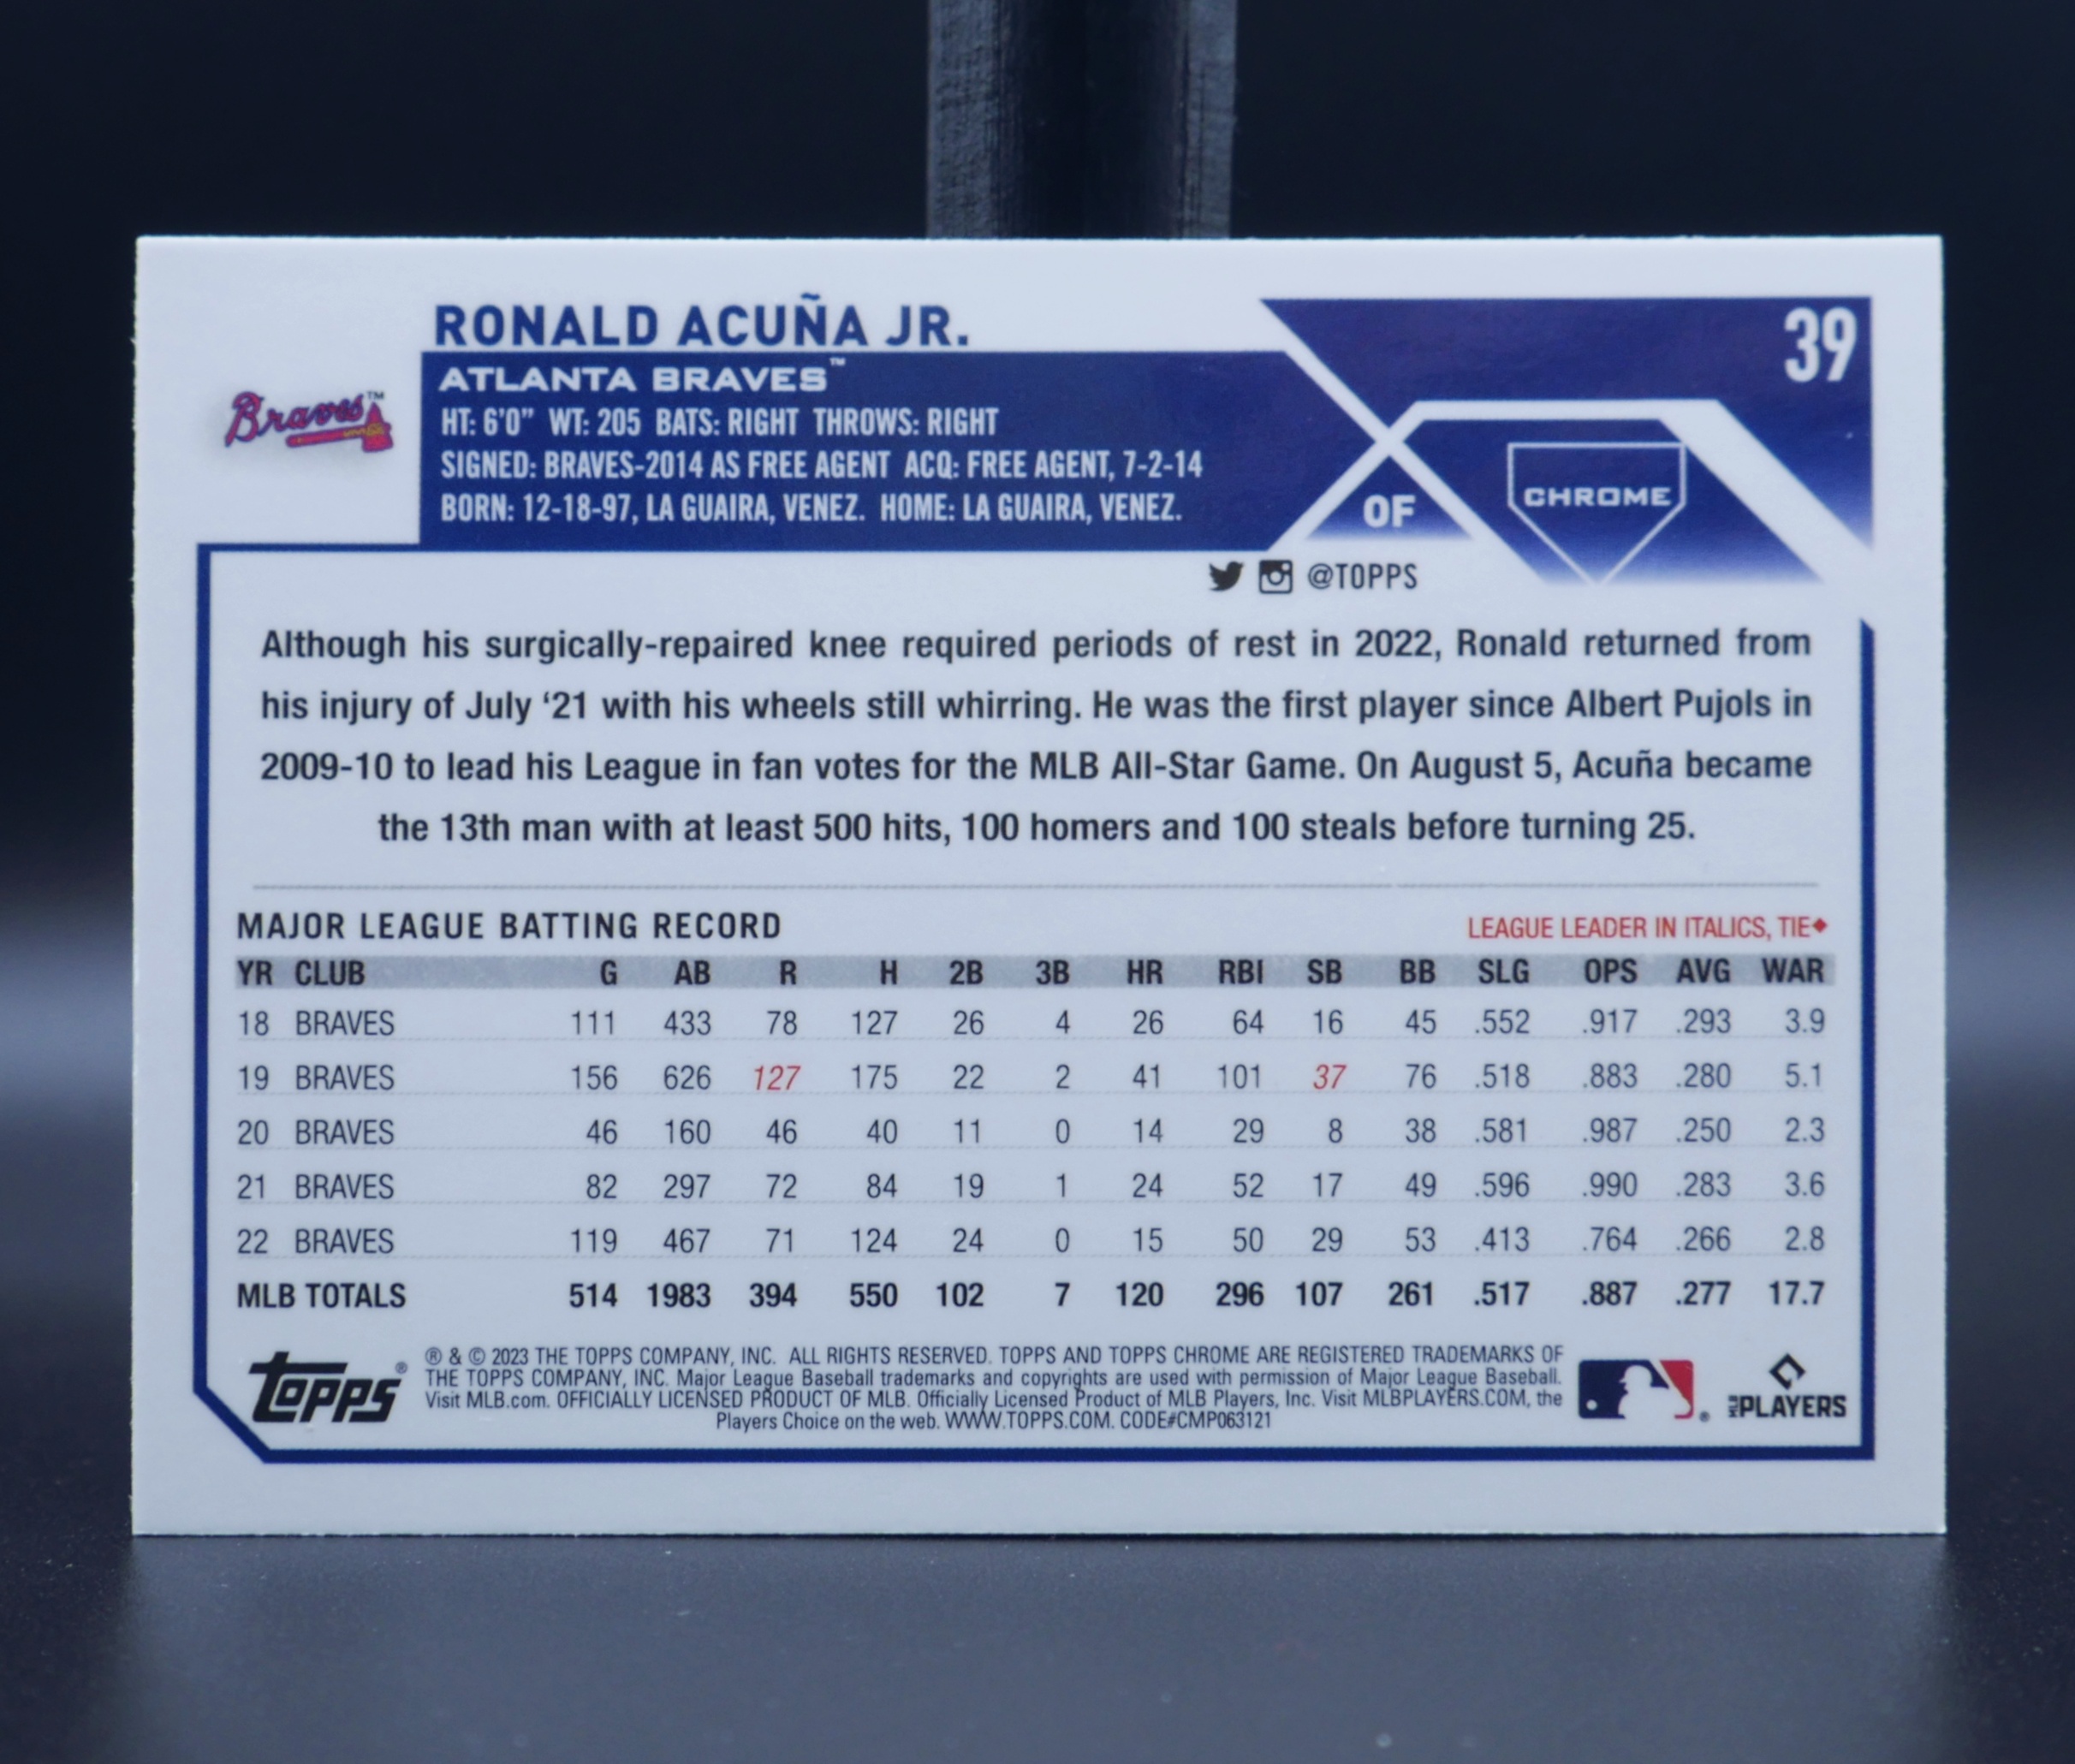 RONALD ACUÑA JR.
39
Braves™
ATLANTA BRAVES™
HT: 6'0" WT: 205 BATS: RIGHT THROWS: RIGHT
SIGNED: BRAVES-2014 AS FREE AGENT ACQ: FREE AGENT, 7-2-14
BORN: 12-18-97, LA GUAIRA, VENEZ. HOME: LA GUAIRA, VENEZ.
OF
CHROME
@TOPPS
Although his surgically-repaired knee required periods of rest in 2022, Ronald returned from
his injury of July ‘21 with his wheels still whirring. He was the first player since Albert Pujols in
2009-10 to lead his League in fan votes for the MLB All-Star Game. On August 5, Acuña became
the 13th man with at least 500 hits, 100 homers and 100 steals before turning 25.
MAJOR LEAGUE BATTING RECORD LEAGUE LEADER IN ITALICS, TIE◆
YR CLUB G AB R H 2B 3B HR RBI SB BB SLG OPS AVG WAR
18 BRAVES 111 433 78 127 26 4 26 64 16 45 .552 .917 .293 3.9
19 BRAVES 156 626 127 175 22 2 41 101 37 76 .518 .883 .280 5.1
20 BRAVES 46 160 46 40 11 0 14 29 8 38 .581 .987 .250 2.3
21 BRAVES 82 297 72 84 19 1 24 52 17 49 .596 .990 .283 3.6
22 BRAVES 119 467 71 124 24 0 15 50 29 53 .413 .764 .266 2.8
MLB TOTALS 514 1983 394 550 102 7 120 296 107 261 .517 .887 .277 17.7
topps®
® & © 2023 THE TOPPS COMPANY, INC. ALL RIGHTS RESERVED. TOPPS AND TOPPS CHROME ARE REGISTERED TRADEMARKS OF
THE TOPPS COMPANY, INC. Major League Baseball trademarks and copyrights are used with permission of Major League Baseball.
Visit MLB.com. OFFICIALLY LICENSED PRODUCT OF MLB. Officially Licensed Product of MLB Players, Inc. Visit MLBPLAYERS.COM, the
Players Choice on the web. WWW.TOPPS.COM. CODE#CMP063121
®
MLB PLAYERS